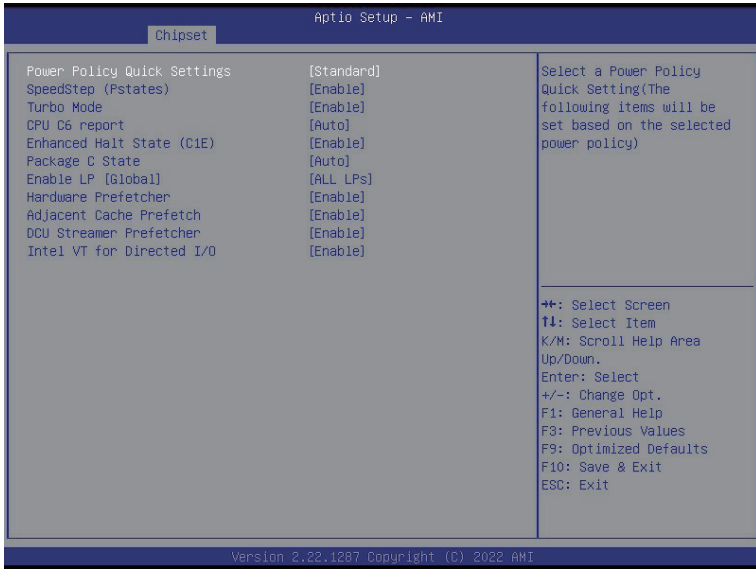 Aptio Setup – AMI
Chipset
Power Policy Quick Settings [Standard]
SpeedStep (Pstates) [Enable]
Turbo Mode [Enable]
CPU C6 report [Auto]
Enhanced Halt State (C1E) [Enable]
Package C State [Auto]
Enable LP [Global] [ALL LPs]
Hardware Prefetcher [Enable]
Adjacent Cache Prefetch [Enable]
DCU Streamer Prefetcher [Enable]
Intel VT for Directed I/O [Enable]
Select a Power Policy
Quick Setting(The
following items will be
set based on the selected
power policy)
→←: Select Screen
↑↓: Select Item
K/M: Scroll Help Area
Up/Down.
Enter: Select
+/-: Change Opt.
F1: General Help
F3: Previous Values
F9: Optimized Defaults
F10: Save & Exit
ESC: Exit
Version 2.22.1287 Copyright (C) 2022 AMI